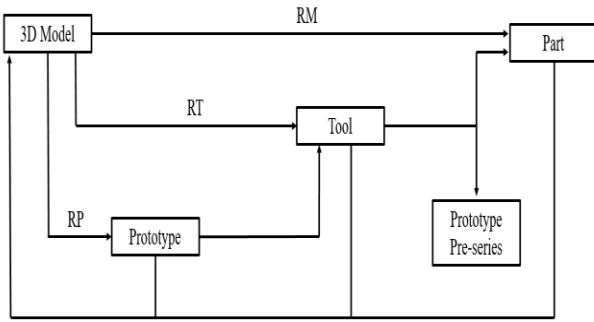 RM
3D Model
Part
RT
Tool
RP
Prototype
Prototype
Pre-series